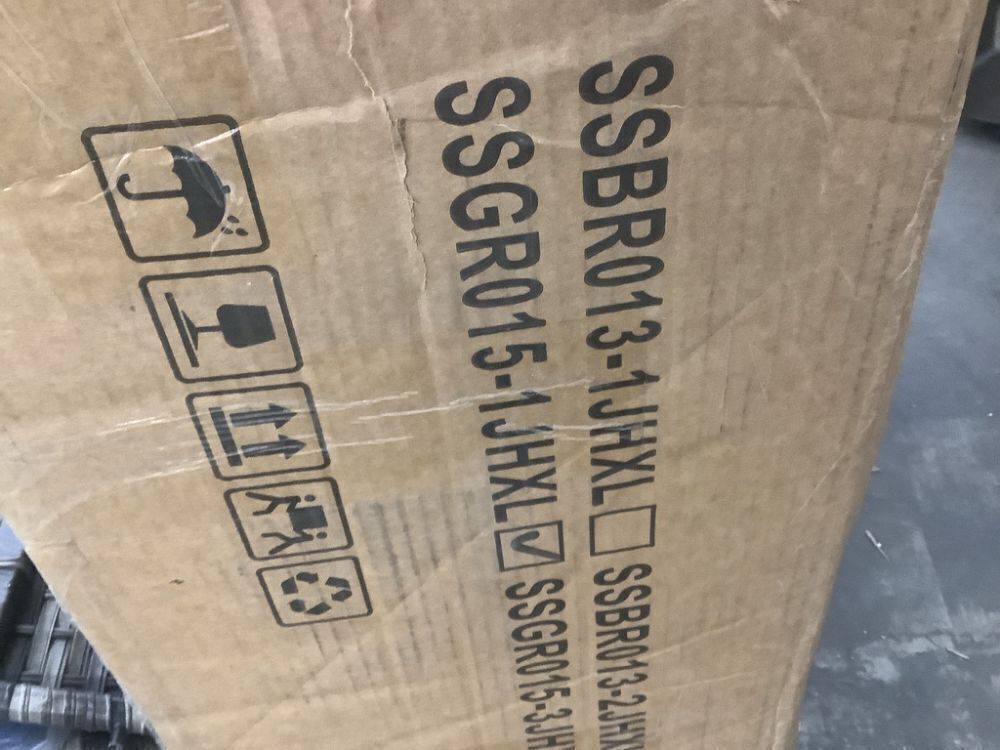 SSBR013-1JHXL ☐ SSBR013-2JHX
SSGR015-1JHXL ☑ SSGR015-3JH